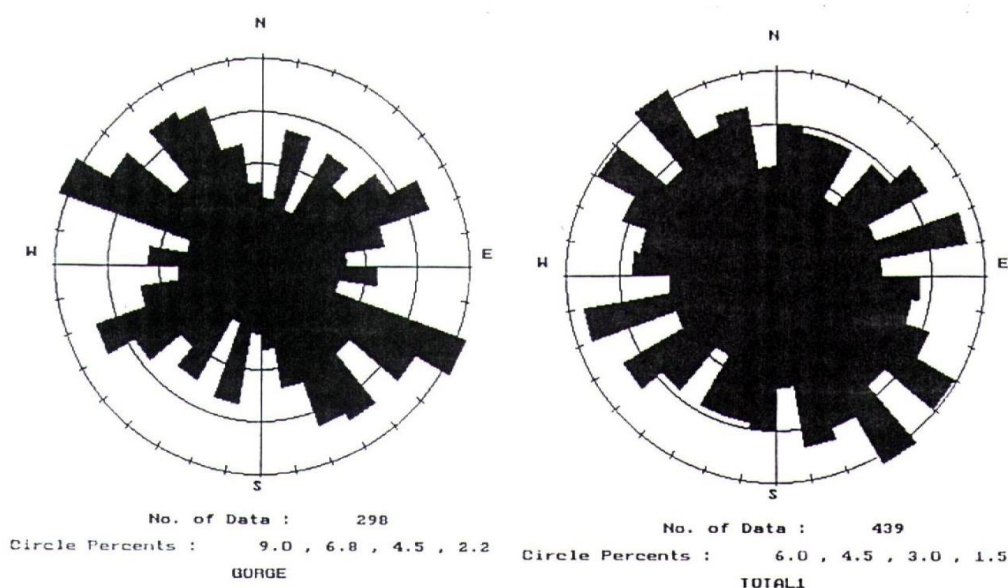 N
W
E
S
No. of Data : 298
Circle Percents : 9.0 , 6.8 , 4.5 , 2.2
GORGE
N
W
E
S
No. of Data : 439
Circle Percents : 6.0 , 4.5 , 3.0 , 1.5
TOTAL1